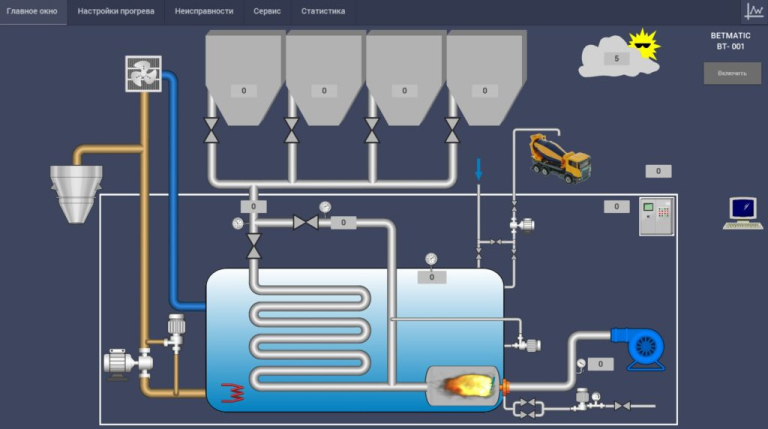 Главное окно
Настройки прогрева
Неисправности
Сервис
Статистика
BETMATIC
BT- 001
Включить
5
0
0
0
0
0
0
0
0
0
0
0